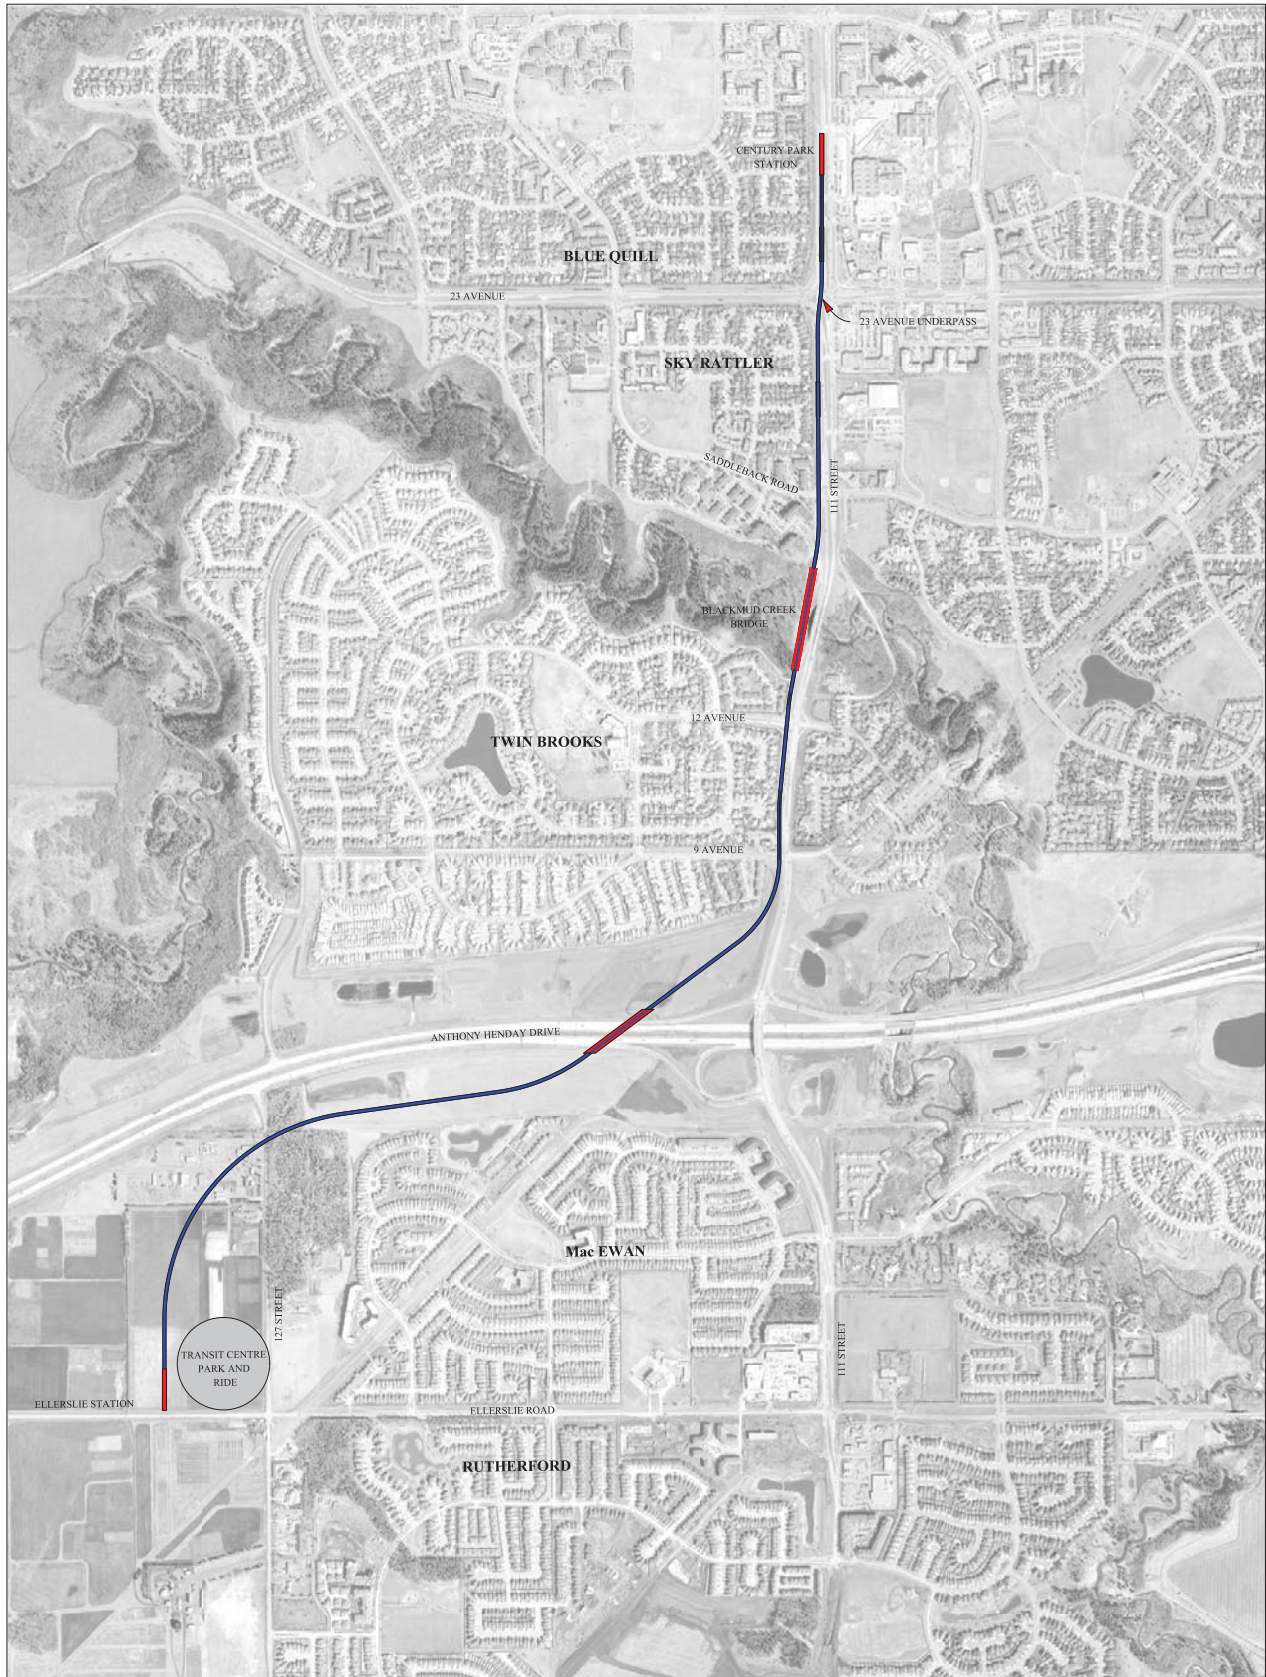 CENTURY PARK
STATION
BLUE QUILL
23 AVENUE
23 AVENUE UNDERPASS
SKY RATTLER
SADDLEBACK ROAD
111 STREET
BLACKMUD CREEK
BRIDGE
12 AVENUE
TWIN BROOKS
9 AVENUE
ANTHONY HENDAY DRIVE
Mac EWAN
127 STREET
111 STREET
TRANSIT CENTRE
PARK AND
RIDE
ELLERSLIE STATION
ELLERSLIE ROAD
RUTHERFORD